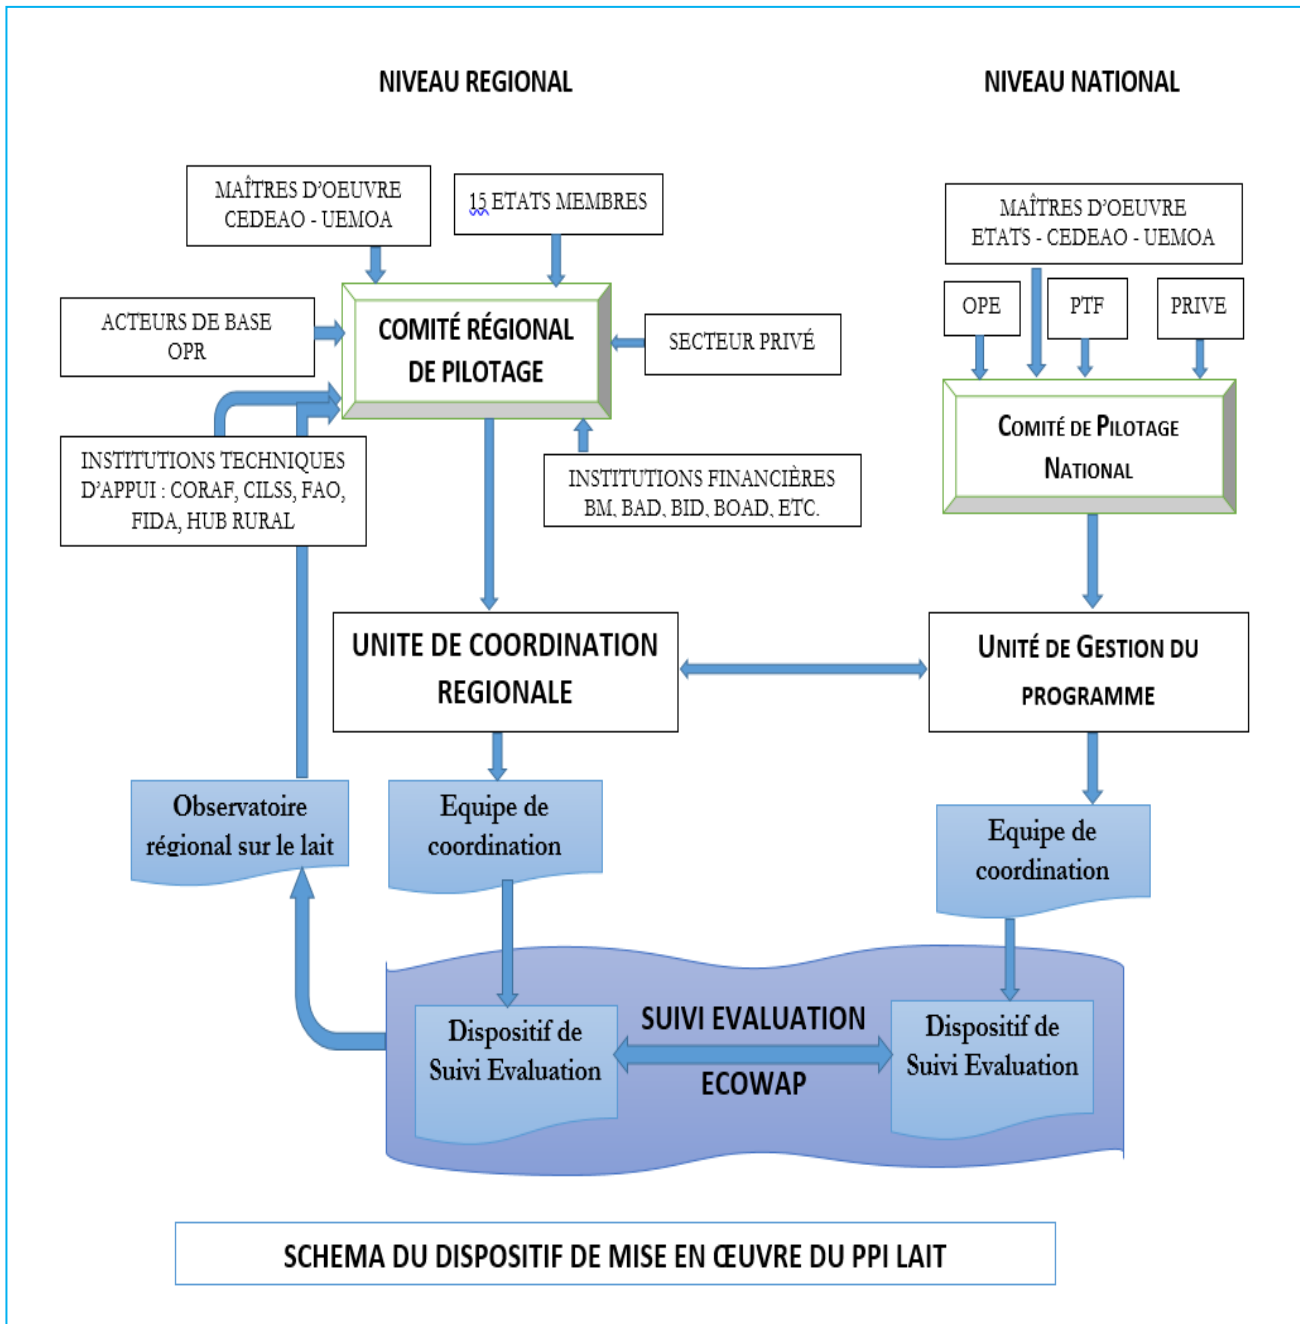 NIVEAU REGIONAL
NIVEAU NATIONAL
MAÎTRES D'OEUVRE
CEDEAO - UEMOA
15 ETATS MEMBRES
MAÎTRES D'OEUVRE
ETATS - CEDEAO - UEMOA
ACTEURS DE BASE
OPR
COMITÉ RÉGIONAL
DE PILOTAGE
SECTEUR PRIVÉ
OPE
PTF
PRIVE
COMITÉ DE PILOTAGE
NATIONAL
INSTITUTIONS TECHNIQUES
D'APPUI : CORAF, CILSS, FAO,
FIDA, HUB RURAL
INSTITUTIONS FINANCIÈRES
BM, BAD, BID, BOAD, ETC.
UNITE DE COORDINATION
REGIONALE
UNITÉ DE GESTION DU
PROGRAMME
Observatoire
régional sur le lait
Equipe de
coordination
Equipe de
coordination
Dispositif de
Suivi Evaluation
SUIVI EVALUATION
ECOWAP
Dispositif de
Suivi Evaluation
SCHEMA DU DISPOSITIF DE MISE EN ŒUVRE DU PPI LAIT